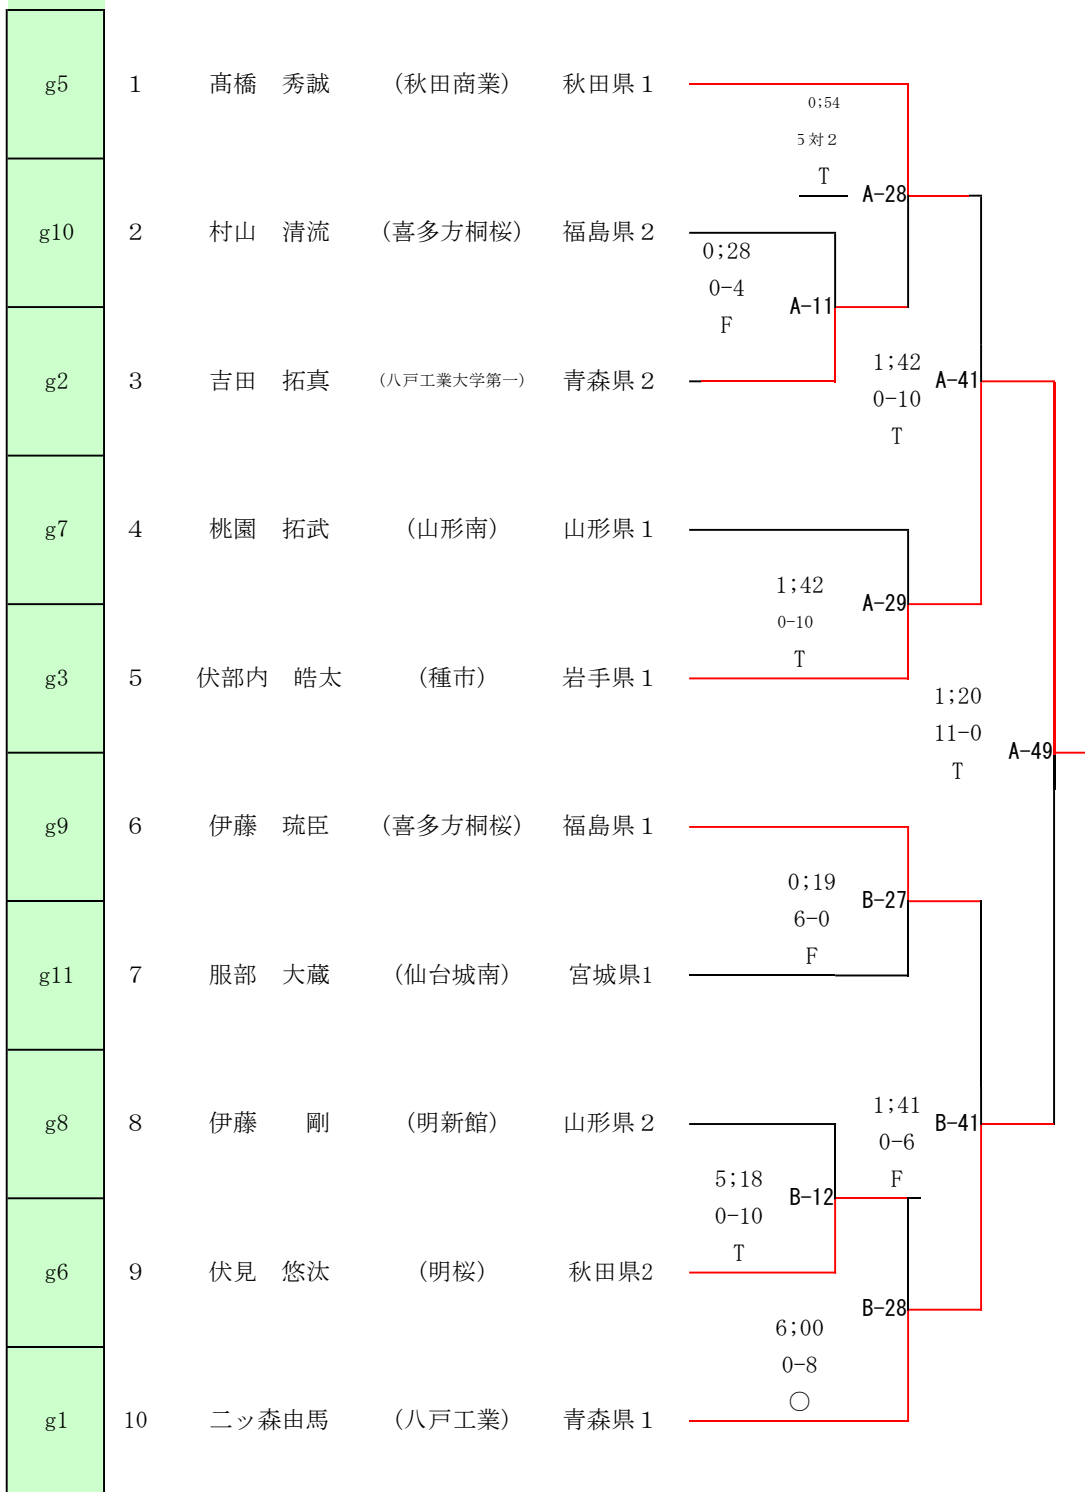 g5 1 髙橋 秀誠 (秋田商業) 秋田県１
0;54
5対２
T
A-28
g10 2 村山 清流 (喜多方桐桜) 福島県２
0;28
0-4
F
A-11
g2 3 吉田 拓真 (八戸工業大学第一) 青森県２
1;42
0-10
T
A-41
g7 4 桃園 拓武 (山形南) 山形県１
1;42
0-10
T
A-29
g3 5 伏部内 皓太 (種市) 岩手県１
1;20
11-0
T
A-49
g9 6 伊藤 琉臣 (喜多方桐桜) 福島県１
0;19
6-0
F
B-27
g11 7 服部 大蔵 (仙台城南) 宮城県1
g8 8 伊藤 剛 (明新館) 山形県２
1;41
0-6
F
B-41
5;18
0-10
T
B-12
g6 9 伏見 悠汰 (明桜) 秋田県2
B-28
6;00
0-8
○
g1 10 二ッ森由馬 (八戸工業) 青森県１